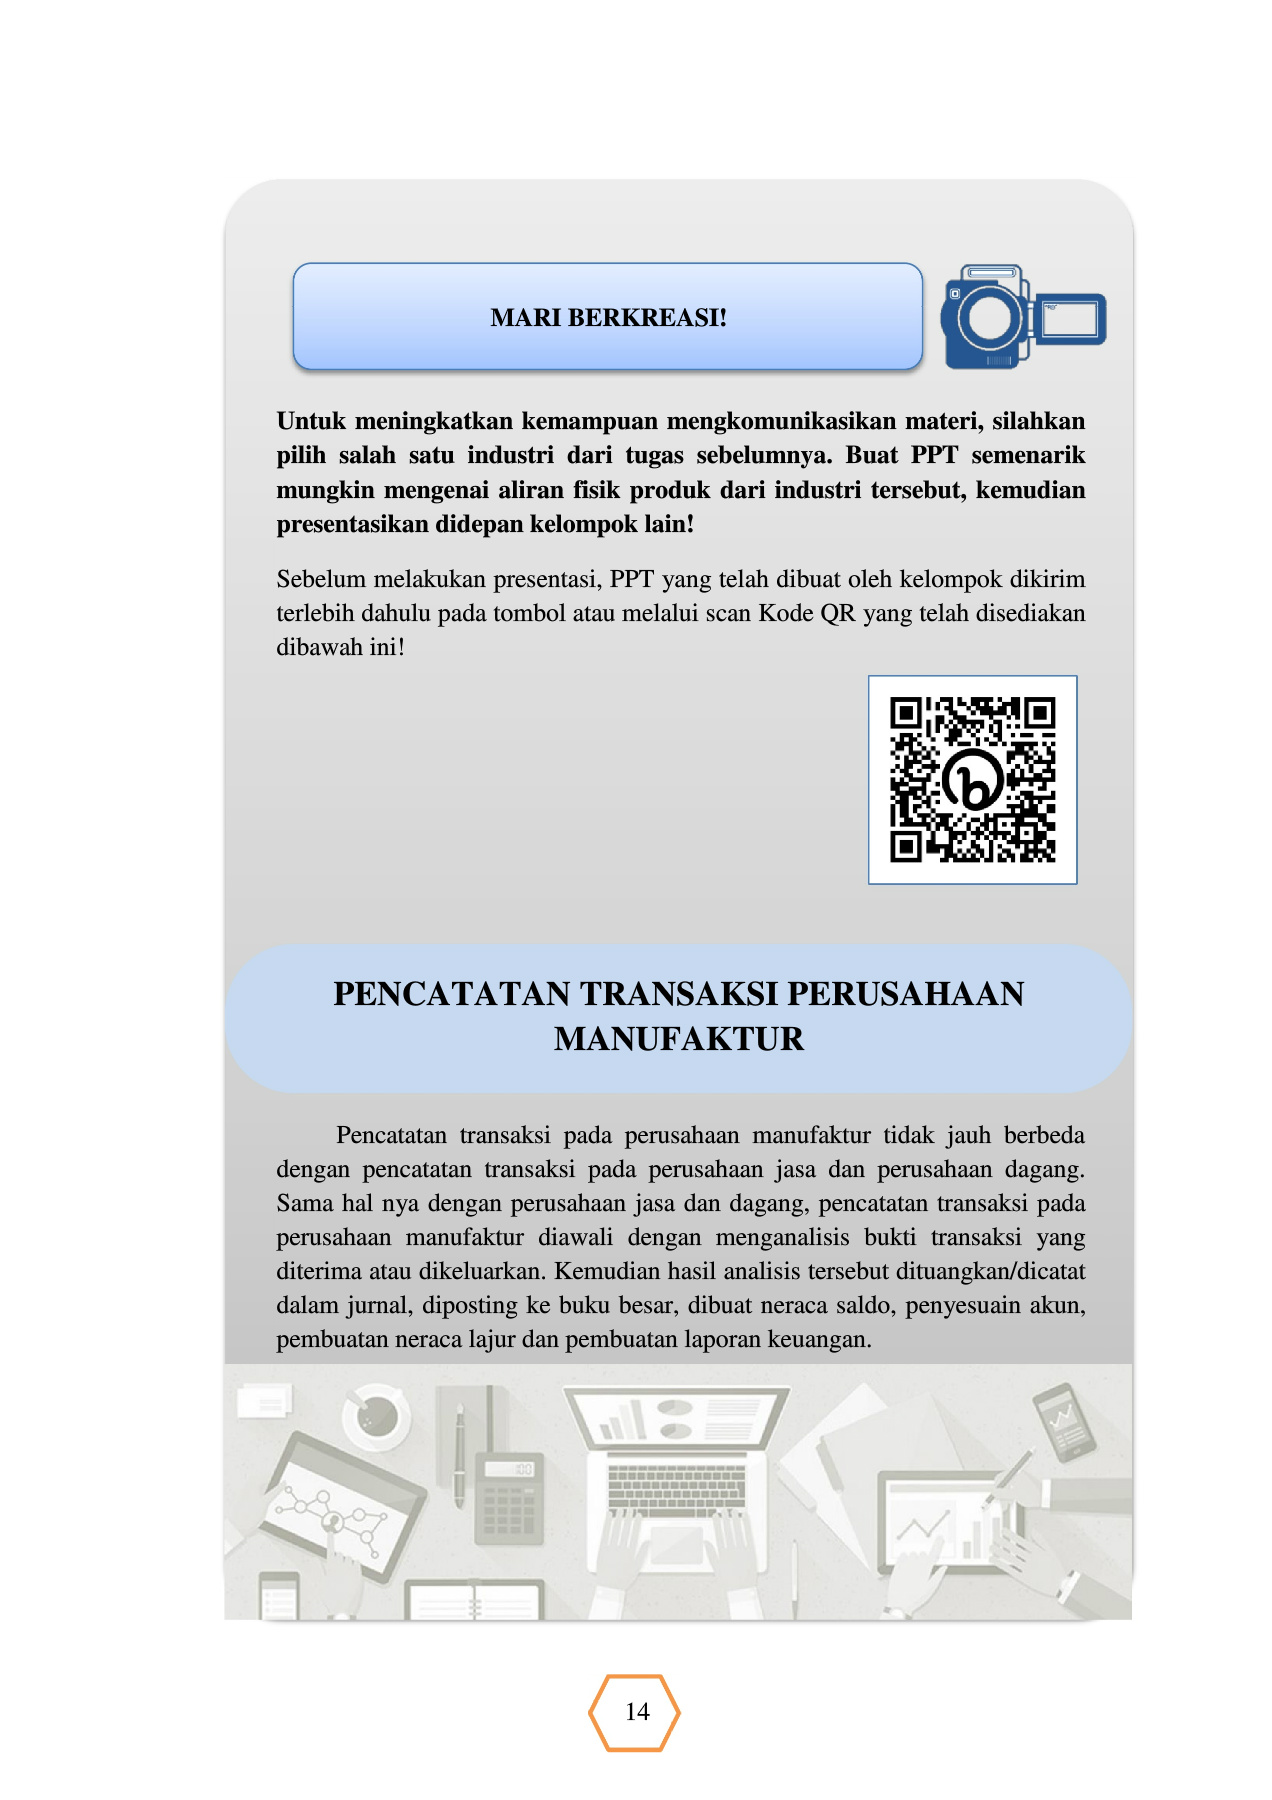 MARI BERKREASI!
Untuk meningkatkan kemampuan mengkomunikasikan materi, silahkan
pilih salah satu industri dari tugas sebelumnya. Buat PPT semenarik
mungkin mengenai aliran fisik produk dari industri tersebut, kemudian
presentasikan didepan kelompok lain!
Sebelum melakukan presentasi, PPT yang telah dibuat oleh kelompok dikirim
terlebih dahulu pada tombol atau melalui scan Kode QR yang telah disediakan
dibawah ini!
PENCATATAN TRANSAKSI PERUSAHAAN
MANUFAKTUR
Pencatatan transaksi pada perusahaan manufaktur tidak jauh berbeda
dengan pencatatan transaksi pada perusahaan jasa dan perusahaan dagang.
Sama hal nya dengan perusahaan jasa dan dagang, pencatatan transaksi pada
perusahaan manufaktur diawali dengan menganalisis bukti transaksi yang
diterima atau dikeluarkan. Kemudian hasil analisis tersebut dituangkan/dicatat
dalam jurnal, diposting ke buku besar, dibuat neraca saldo, penyesuain akun,
pembuatan neraca lajur dan pembuatan laporan keuangan.
14